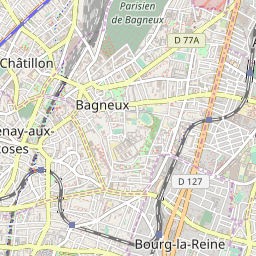 Parisien
de Bagneux
D 77A
Châtillon
Bagneux
enay-aux-
oses
D 127
Bourg-la-Reine